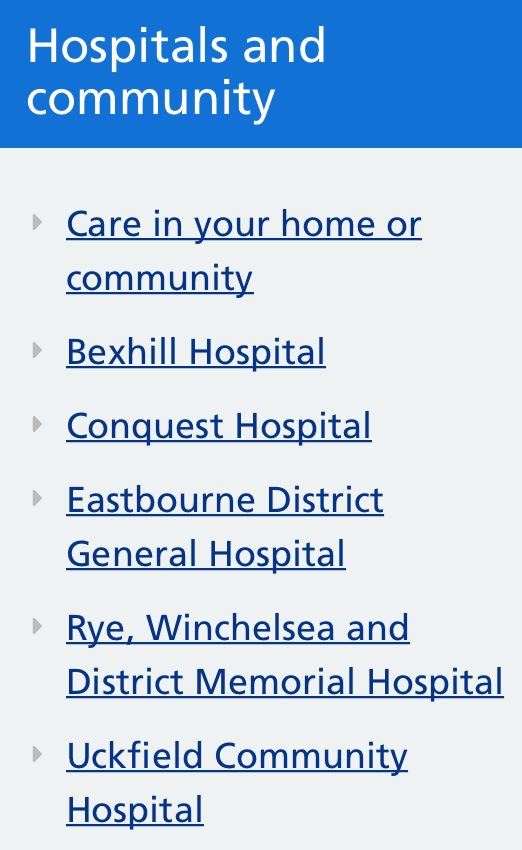 Hospitals and
community
Care in your home or
community
Bexhill Hospital
Conquest Hospital
Eastbourne District
General Hospital
Rye, Winchelsea and
District Memorial Hospital
Uckfield Community
Hospital